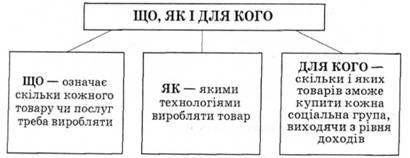 ЩО, ЯК І ДЛЯ КОГО
ЩО — означає
скільки кожного
товару чи послуг
треба виробляти
ЯК — якими
технологіями
виробляти товар
ДЛЯ КОГО —
скільки і яких
товарів зможе
купити кожна
соціальна група,
виходячи з рівня
доходів